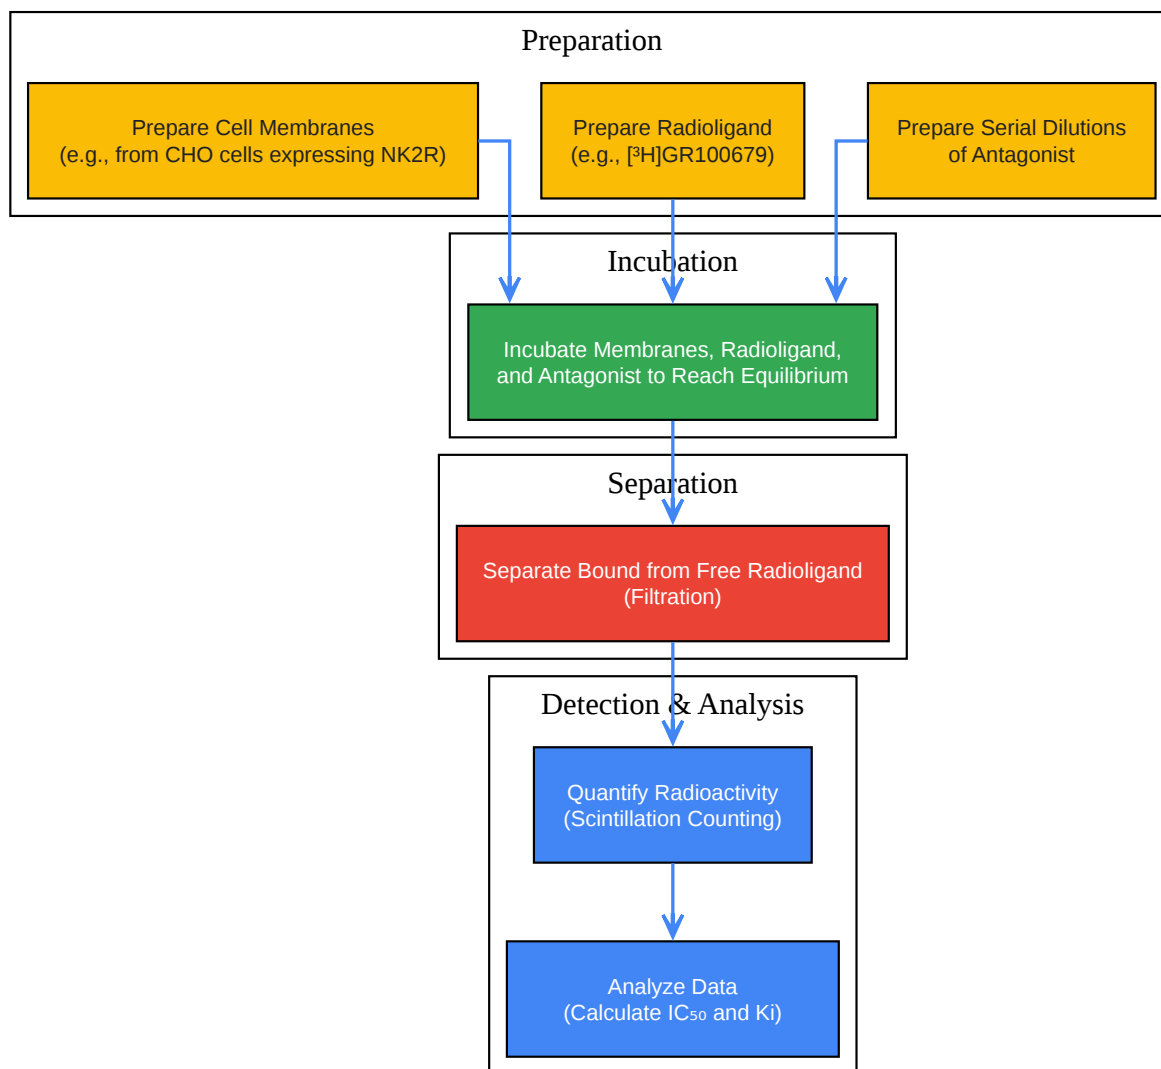 Preparation
Prepare Cell Membranes
(e.g., from CHO cells expressing NK2R)
Prepare Radioligand
(e.g., [³H]GR100679)
Prepare Serial Dilutions
of Antagonist
Incubation
Incubate Membranes, Radioligand,
and Antagonist to Reach Equilibrium
Separation
Separate Bound from Free Radioligand
(Filtration)
Detection & Analysis
Quantify Radioactivity
(Scintillation Counting)
Analyze Data
(Calculate IC₅₀ and Ki)